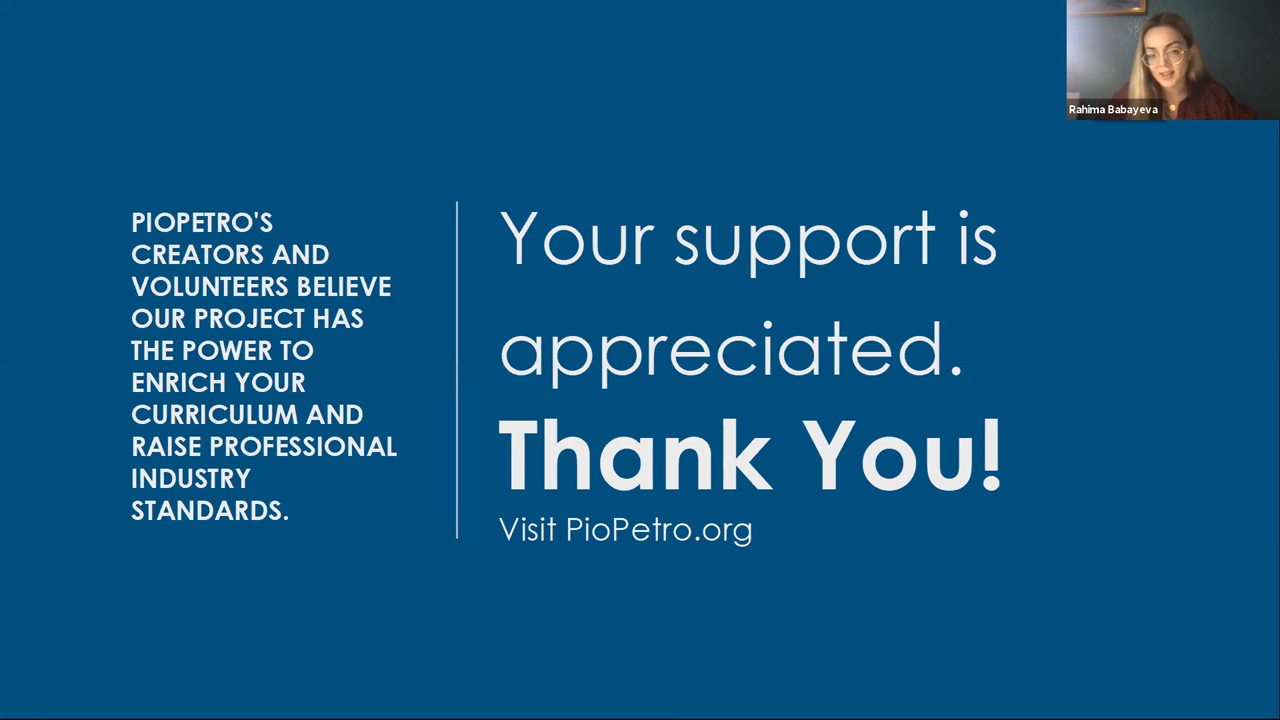 Rahima Babayeva
PIOPETRO'S
CREATORS AND
VOLUNTEERS BELIEVE
OUR PROJECT HAS
THE POWER TO
ENRICH YOUR
CURRICULUM AND
RAISE PROFESSIONAL
INDUSTRY
STANDARDS.
Your support is
appreciated.
Thank You!
Visit PioPetro.org